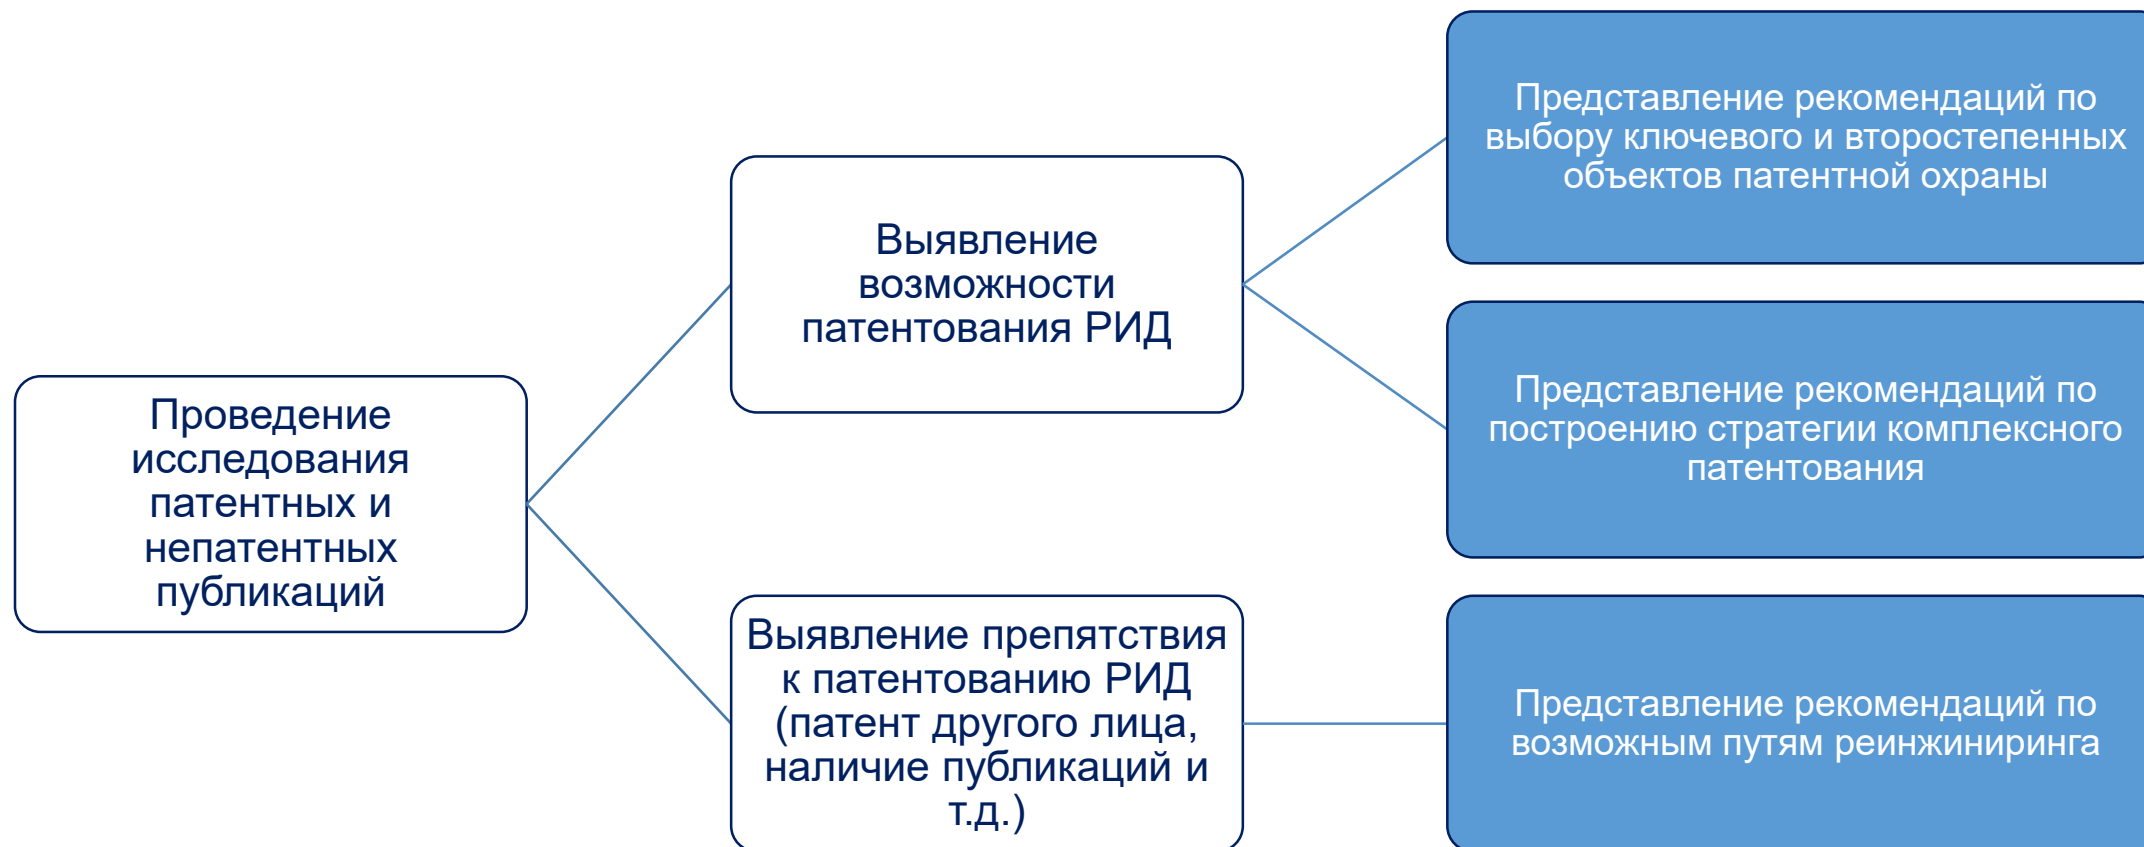 Проведение
исследования
патентных и
непатентных
публикаций
Выявление
возможности
патентования РИД
Выявление препятствия
к патентованию РИД
(патент другого лица,
наличие публикаций и
т.д.)
Представление рекомендаций по
выбору ключевого и второстепенных
объектов патентной охраны
Представление рекомендаций по
построению стратегии комплексного
патентования
Представление рекомендаций по
возможным путям реинжиниринга